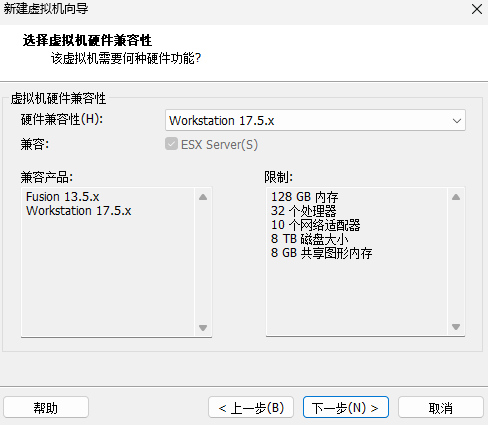 新建虚拟机向导
选择虚拟机硬件兼容性
该虚拟机需要何种硬件功能?
虚拟机硬件兼容性
硬件兼容性(H): Workstation 17.5.x
兼容: ESX Server(S)
兼容产品:
Fusion 13.5.x
Workstation 17.5.x
限制:
128 GB 内存
32 个处理器
10 个网络适配器
8 TB 磁盘大小
8 GB 共享图形内存
帮助 < 上一步(B) 下一步(N) > 取消